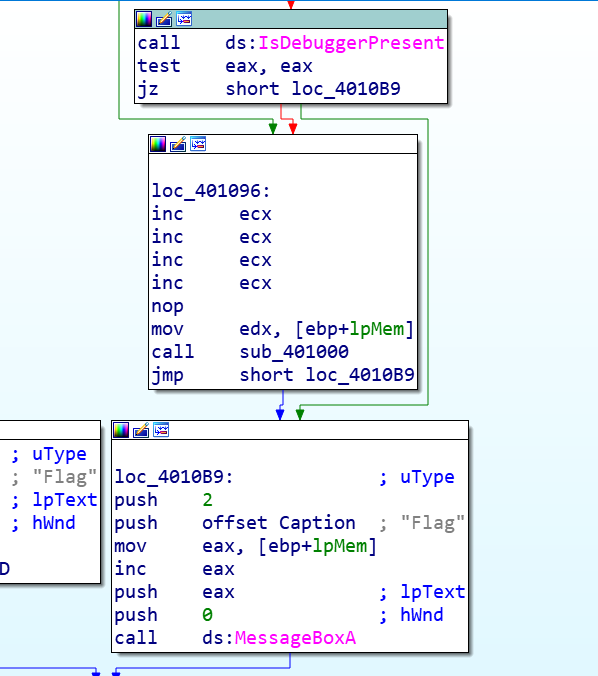 call ds:IsDebuggerPresent
test eax, eax
jz short loc_4010B9
loc_401096:
inc ecx
inc ecx
inc ecx
inc ecx
nop
mov edx, [ebp+lpMem]
call sub_401000
jmp short loc_4010B9
; uType
; "Flag"
; lpText
; hWnd
D
loc_4010B9: ; uType
push 2
push offset Caption ; "Flag"
mov eax, [ebp+lpMem]
inc eax
push eax ; lpText
push 0 ; hWnd
call ds:MessageBoxA